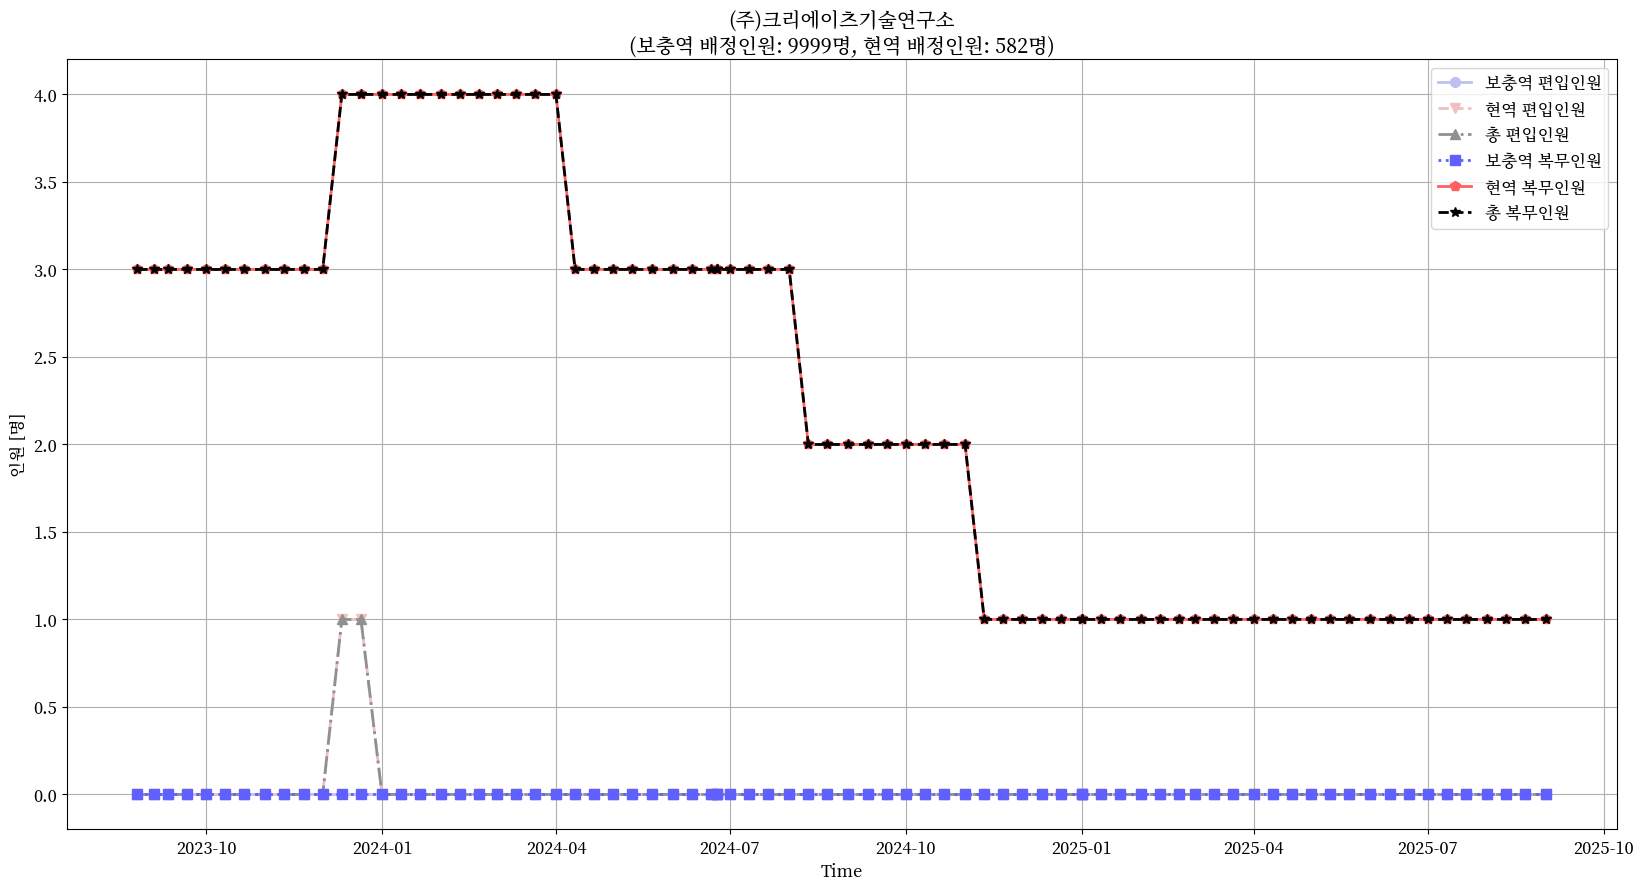 (주)크리에이츠기술연구소
(보충역 배정인원: 9999명, 현역 배정인원: 582명)
보충역 편입인원
현역 편입인원
총 편입인원
보충역 복무인원
현역 복무인원
총 복무인원
4.0
3.5
3.0
2.5
2.0
1.5
1.0
0.5
0.0
인원 [명]
2023-10
2024-01
2024-04
2024-07
2024-10
2025-01
2025-04
2025-07
2025-10
Time